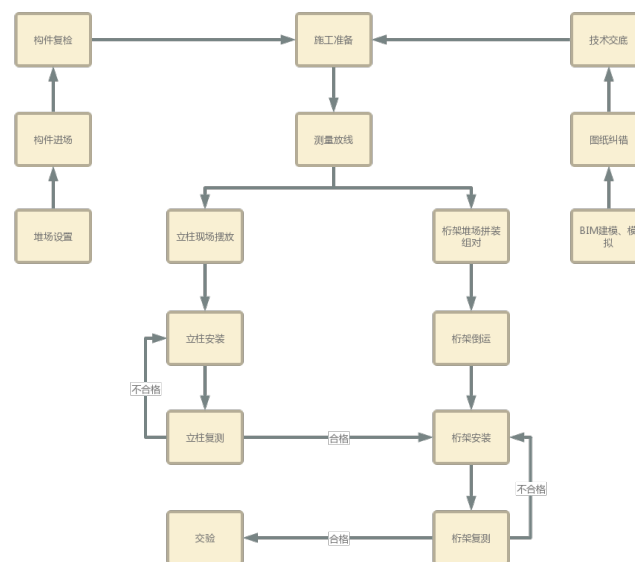 构件复检
施工准备
技术交底
构件进场
测量放线
图纸纠错
堆场设置
立柱现场摆放
桁架堆场拼装
组对
BIM建模、模
拟
立柱安装
桁架倒运
不合格
立柱复测
合格
桁架安装
不合格
交验
合格
桁架复测